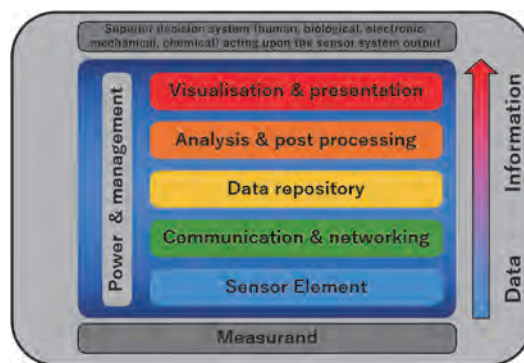 Superior decision system (human, biological, electronic
mechanical, chemical) acting upon the sensor system output
Power & management
Visualisation & presentation
Analysis & post processing
Data repository
Communication & networking
Sensor Element
Measurand
Data
Information